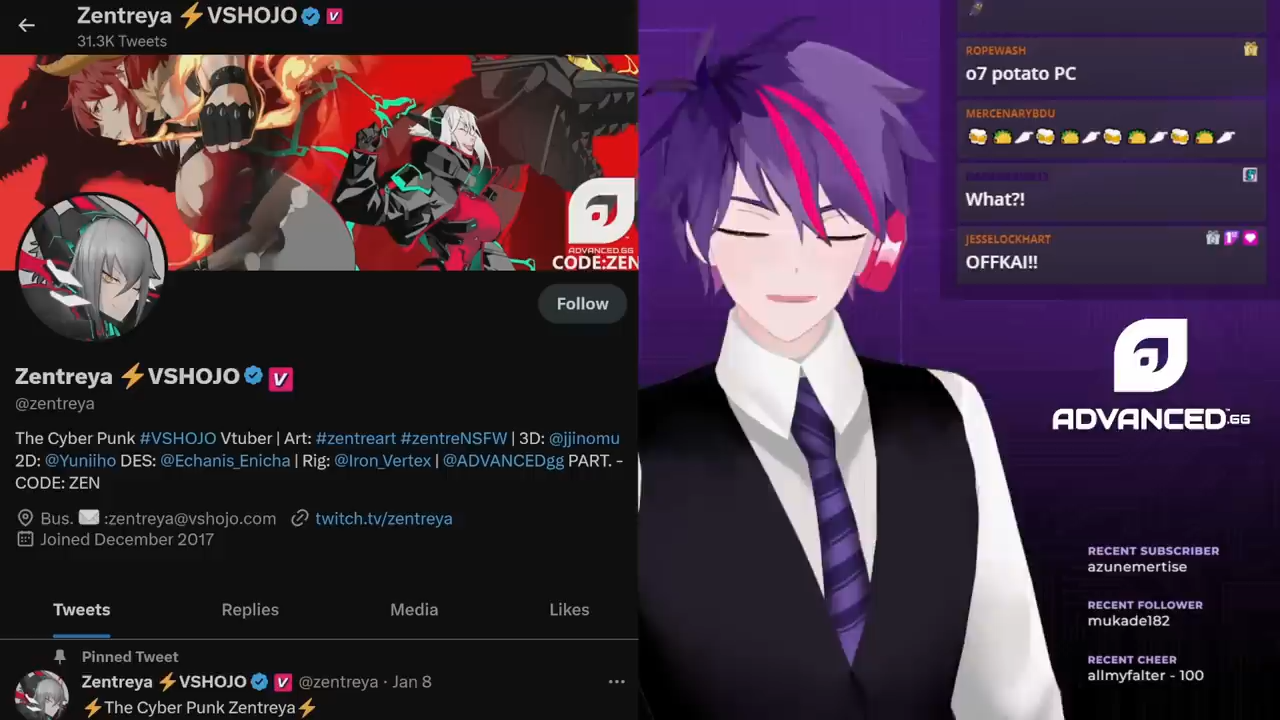 Zentreya ⚡VSHOJO
31.3K Tweets
ADVANCED.GG
CODE:ZEN
Follow
Zentreya ⚡VSHOJO
@zentreya
The Cyber Punk #VSHOJO Vtuber | Art: #zentreart #zentreNSFW | 3D: @jjinomu
2D: @Yuniiho DES: @Echanis_Enicha | Rig: @Iron_Vertex | @ADVANCEDgg PART. -
CODE: ZEN
Bus. ✉️ :zentreya@vshojo.com twitch.tv/zentreya
Joined December 2017
Tweets Replies Media Likes
Pinned Tweet
Zentreya ⚡VSHOJO @zentreya · Jan 8
⚡The Cyber Punk Zentreya⚡
ROPEWASH
o7 potato PC
MERCENARYBDU
What?!
JESSELOCKHART
OFFKAI!!
ADVANCED.GG
RECENT SUBSCRIBER
azunemertise
RECENT FOLLOWER
mukade182
RECENT CHEER
allmyfalter - 100